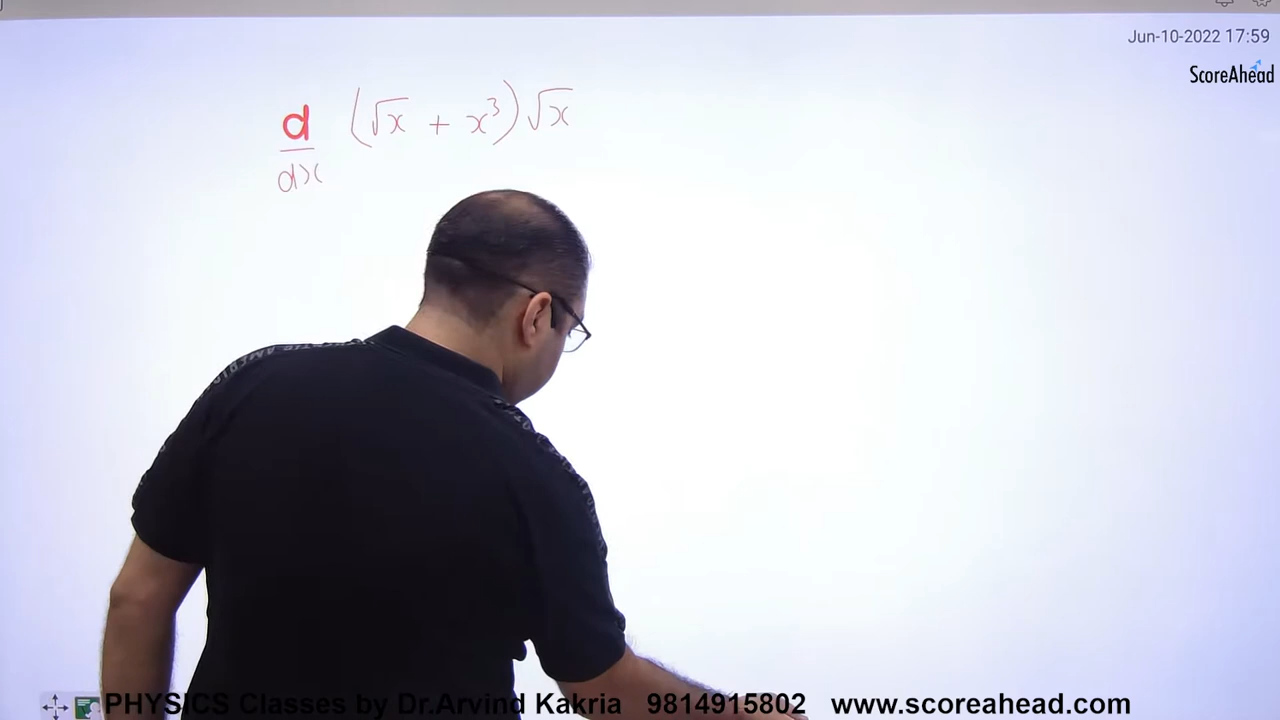 Jun-10-2022 17:59
ScoreAhead
d/dx (√x + x³) √x
PHYSICS Classes by Dr.Arvind Kakria 9814915802 www.scoreahead.com